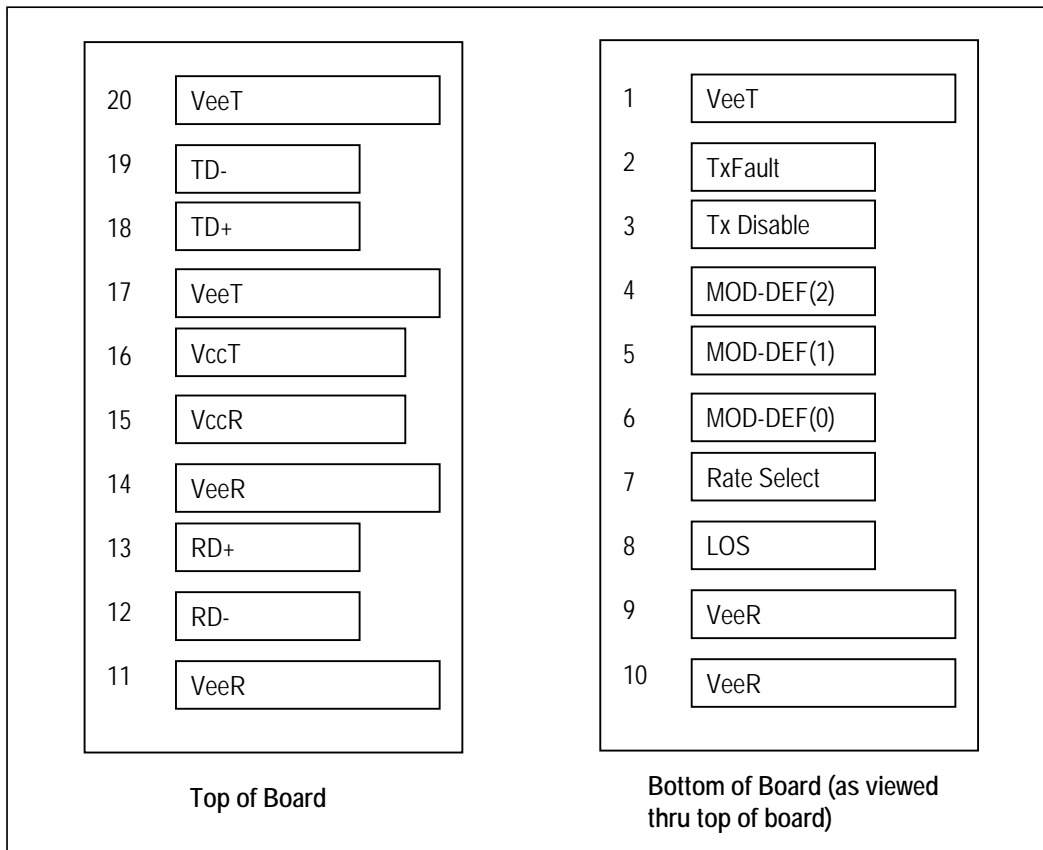 20 VeeT
19 TD-
18 TD+
17 VeeT
16 VccT
15 VccR
14 VeeR
13 RD+
12 RD-
11 VeeR
Top of Board
1 VeeT
2 TxFault
3 Tx Disable
4 MOD-DEF(2)
5 MOD-DEF(1)
6 MOD-DEF(0)
7 Rate Select
8 LOS
9 VeeR
10 VeeR
Bottom of Board (as viewed
thru top of board)